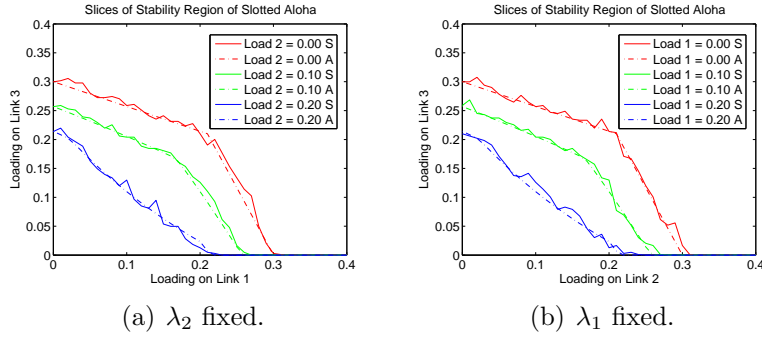 Slices of Stability Region of Slotted Aloha
0.4
0.35
0.3
0.25
0.2
0.15
0.1
0.05
0
Loading on Link 3
Load 2 = 0.00 S
Load 2 = 0.00 A
Load 2 = 0.10 S
Load 2 = 0.10 A
Load 2 = 0.20 S
Load 2 = 0.20 A
0 0.1 0.2 0.3 0.4
Loading on Link 1
(a) λ₂ fixed.
Slices of Stability Region of Slotted Aloha
0.4
0.35
0.3
0.25
0.2
0.15
0.1
0.05
0
Loading on Link 3
Load 1 = 0.00 S
Load 1 = 0.00 A
Load 1 = 0.10 S
Load 1 = 0.10 A
Load 1 = 0.20 S
Load 1 = 0.20 A
0 0.1 0.2 0.3 0.4
Loading on Link 2
(b) λ₁ fixed.